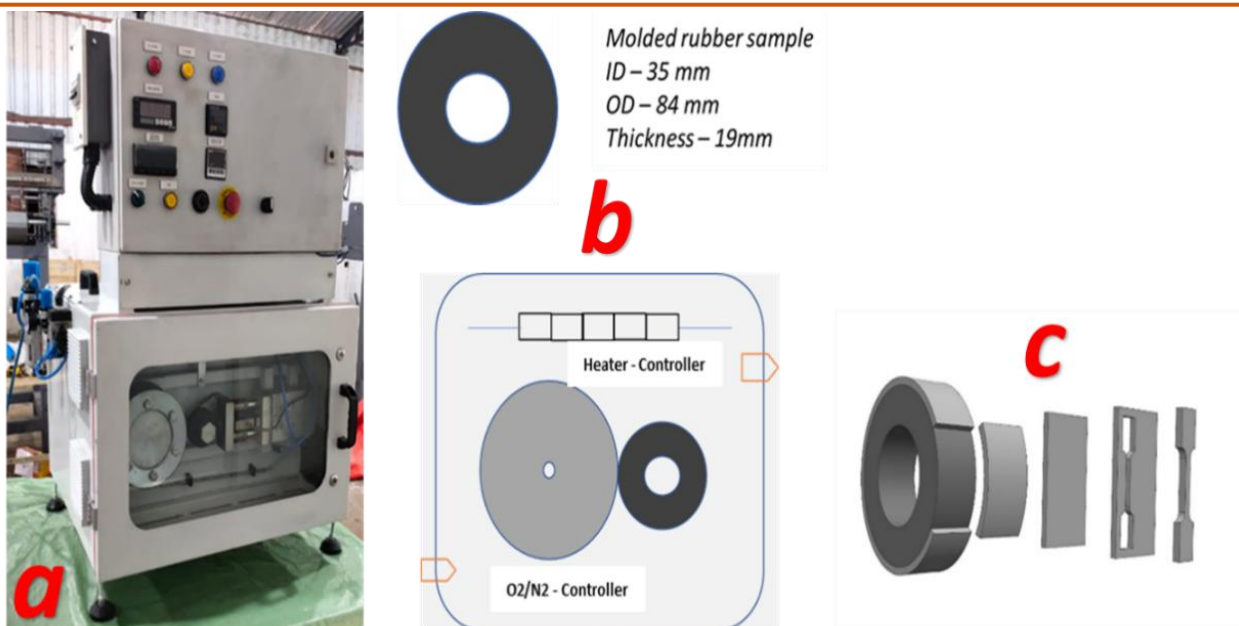 a
Molded rubber sample
ID – 35 mm
OD – 84 mm
Thickness – 19mm
b
Heater - Controller
O2/N2 - Controller
c